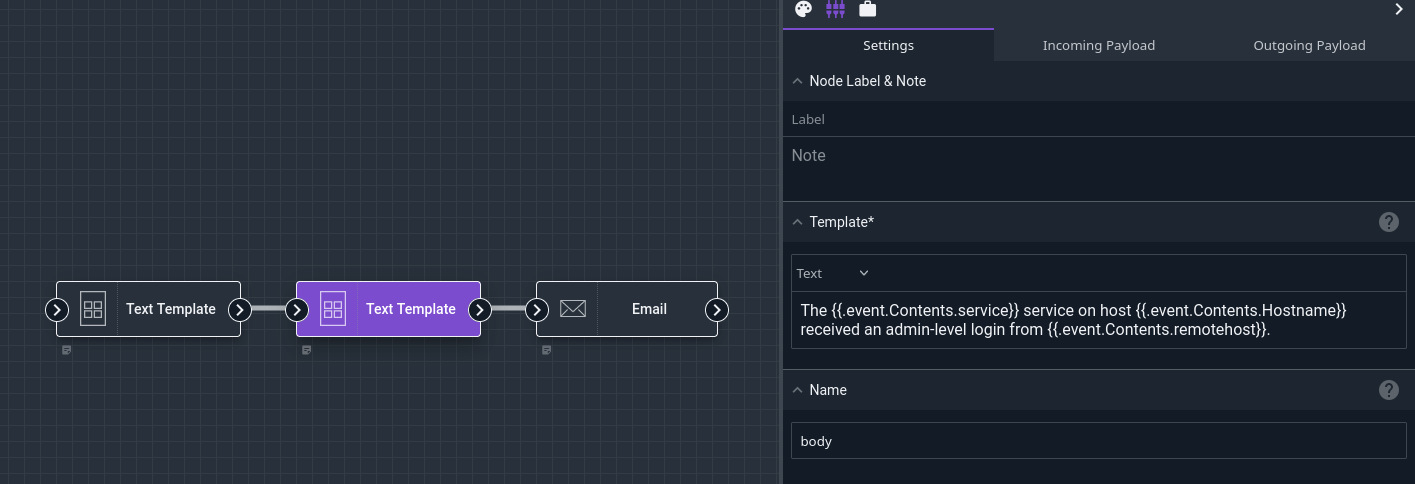 Settings
Incoming Payload
Outgoing Payload
Node Label & Note
Label
Note
Template*
Text
The {{.event.Contents.service}} service on host {{.event.Contents.Hostname}}
received an admin-level login from {{.event.Contents.remotehost}}.
Name
body
Text Template
Text Template
Email